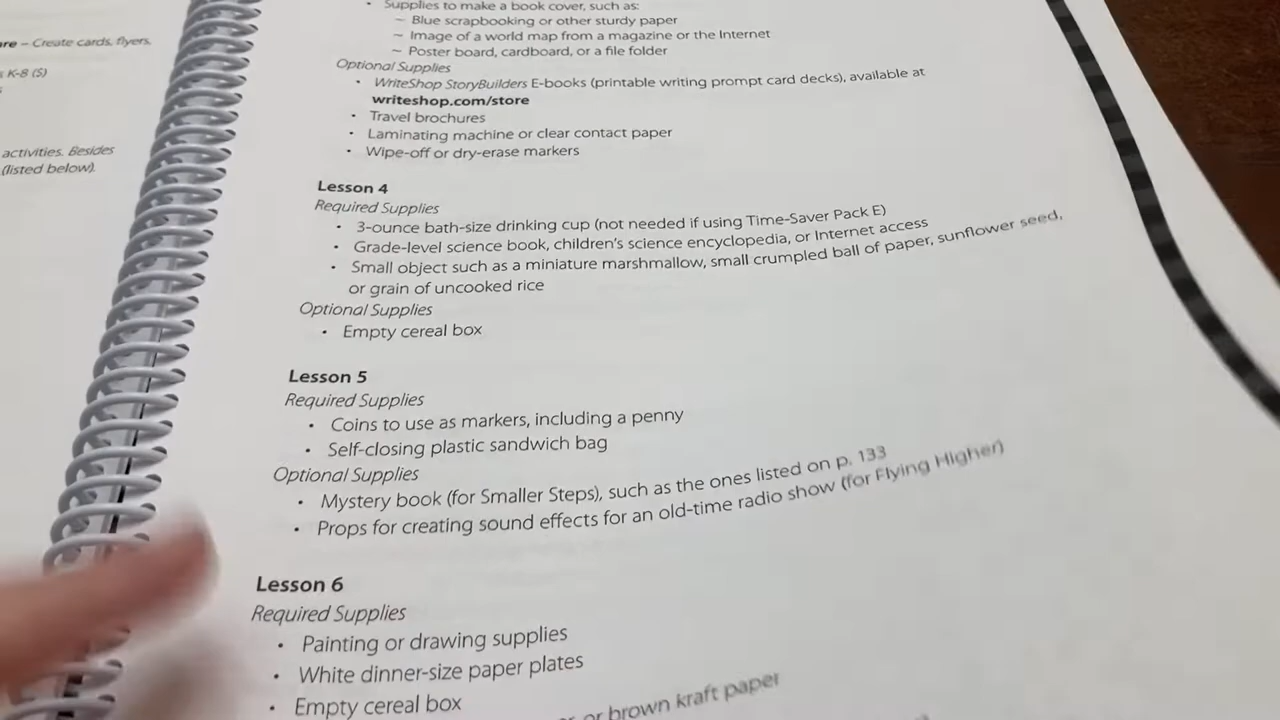 re – Create cards, flyers,
K-8 ($)
activities. Besides
(listed below).
• Supplies to make a book cover, such as:
~ Blue scrapbooking or other sturdy paper
~ Image of a world map from a magazine or the Internet
~ Poster board, cardboard, or a file folder
Optional Supplies
• WriteShop StoryBuilders E-books (printable writing prompt card decks), available at
writeshop.com/store
• Travel brochures
• Laminating machine or clear contact paper
• Wipe-off or dry-erase markers
Lesson 4
Required Supplies
• 3-ounce bath-size drinking cup (not needed if using Time-Saver Pack E)
• Grade-level science book, children's science encyclopedia, or Internet access
• Small object such as a miniature marshmallow, small crumpled ball of paper, sunflower seed,
or grain of uncooked rice
Optional Supplies
• Empty cereal box
Lesson 5
Required Supplies
• Coins to use as markers, including a penny
• Self-closing plastic sandwich bag
Optional Supplies
• Mystery book (for Smaller Steps), such as the ones listed on p. 133
• Props for creating sound effects for an old-time radio show (for Flying Higher)
Lesson 6
Required Supplies
• Painting or drawing supplies
• White dinner-size paper plates
• Empty cereal box
or brown kraft paper